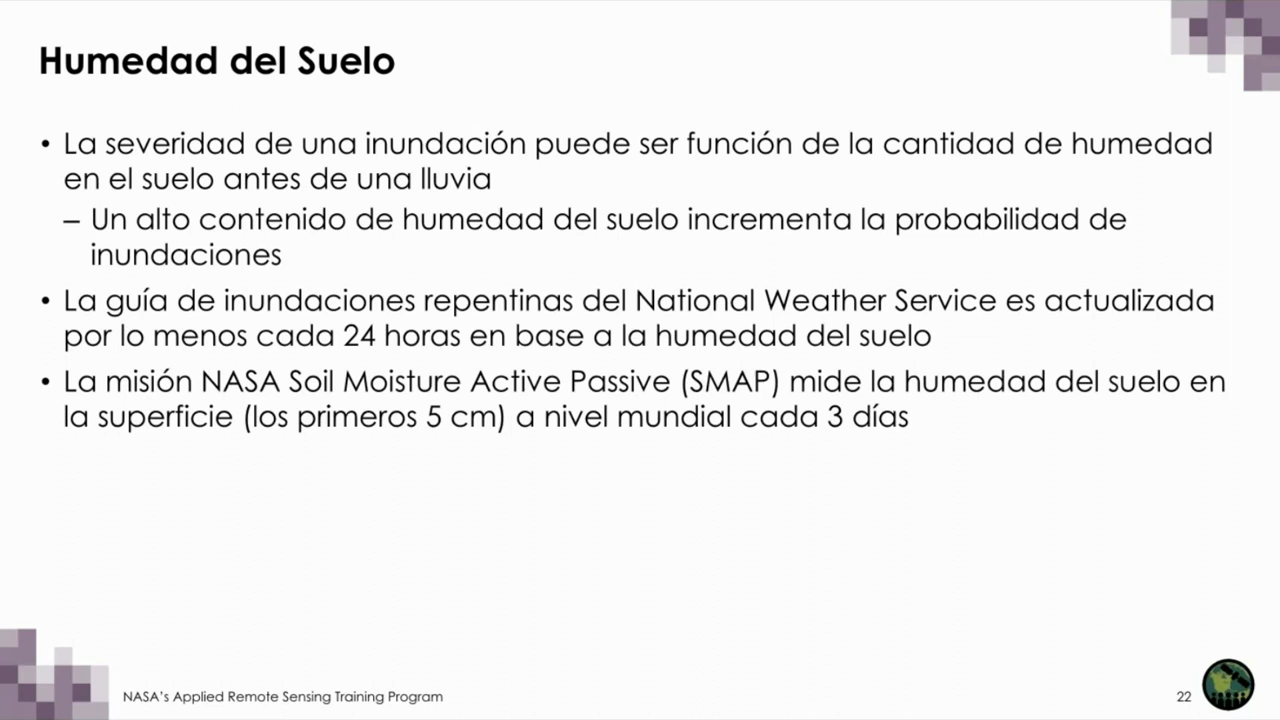 Humedad del Suelo
• La severidad de una inundación puede ser función de la cantidad de humedad
en el suelo antes de una lluvia
– Un alto contenido de humedad del suelo incrementa la probabilidad de
inundaciones
• La guía de inundaciones repentinas del National Weather Service es actualizada
por lo menos cada 24 horas en base a la humedad del suelo
• La misión NASA Soil Moisture Active Passive (SMAP) mide la humedad del suelo en
la superficie (los primeros 5 cm) a nivel mundial cada 3 días
NASA's Applied Remote Sensing Training Program
22